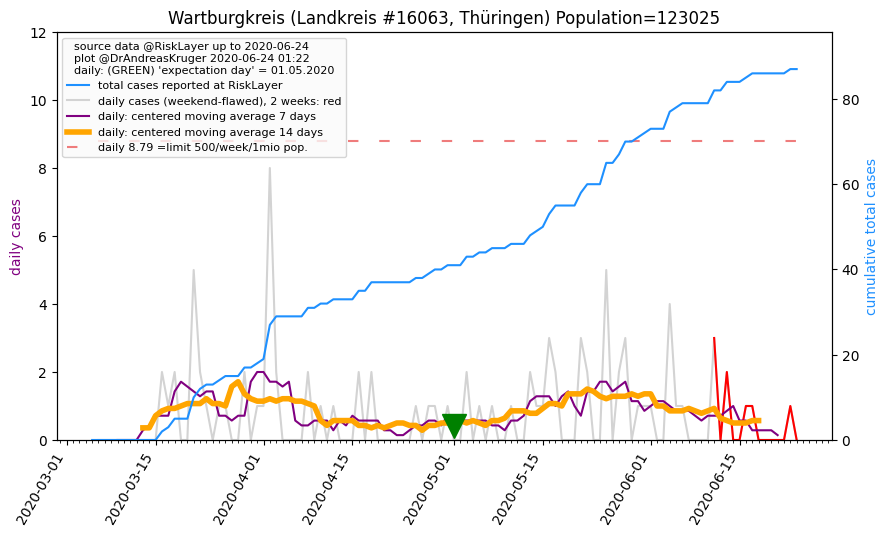 Wartburgkreis (Landkreis #16063, Thüringen) Population=123025
source data @RiskLayer up to 2020-06-24
plot @DrAndreasKruger 2020-06-24 01:22
daily: (GREEN) 'expectation day' = 01.05.2020
total cases reported at RiskLayer
daily cases (weekend-flawed), 2 weeks: red
daily: centered moving average 7 days
daily: centered moving average 14 days
daily 8.79 =limit 500/week/1mio pop.
daily cases
12
10
8
6
4
2
0
cumulative total cases
80
60
40
20
0
2020-03-01
2020-03-15
2020-04-01
2020-04-15
2020-05-01
2020-05-15
2020-06-01
2020-06-15